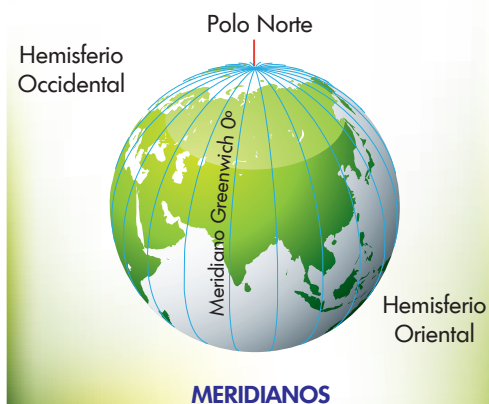 Polo Norte
Hemisferio
Occidental
Meridiano Greenwich 0º
Hemisferio
Oriental
MERIDIANOS